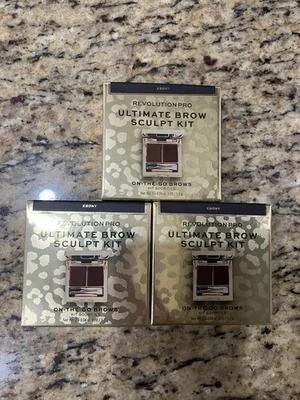 EBONY
REVOLUTION PRO
ULTIMATE BROW
SCULPT KIT
ON-THE-GO BROWS
EBONY
REVOLUTION PRO
ULTIMATE BROW
SCULPT KIT
ON-THE-GO BROWS
EBONY
REVOLUTION PRO
ULTIMATE BROW
SCULPT KIT
ON-THE-GO BROWS